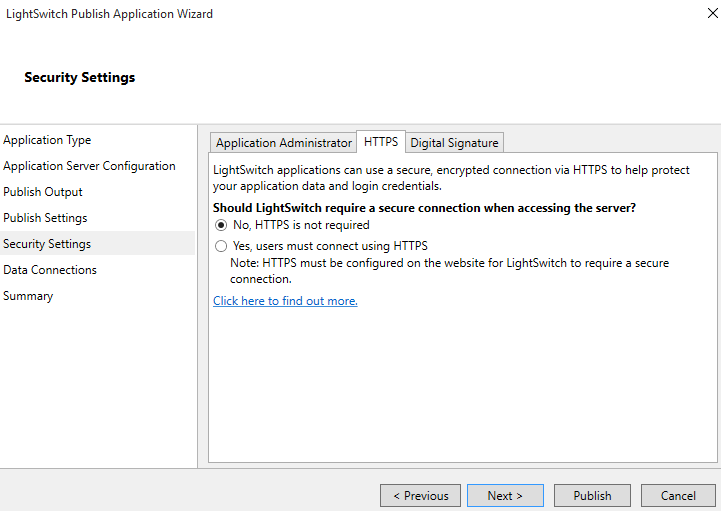 LightSwitch Publish Application Wizard
Security Settings
Application Type
Application Server Configuration
Publish Output
Publish Settings
Security Settings
Data Connections
Summary
Application Administrator
HTTPS
Digital Signature
LightSwitch applications can use a secure, encrypted connection via HTTPS to help protect
your application data and login credentials.
Should LightSwitch require a secure connection when accessing the server?
No, HTTPS is not required
Yes, users must connect using HTTPS
Note: HTTPS must be configured on the website for LightSwitch to require a secure
connection.
Click here to find out more.
< Previous
Next >
Publish
Cancel